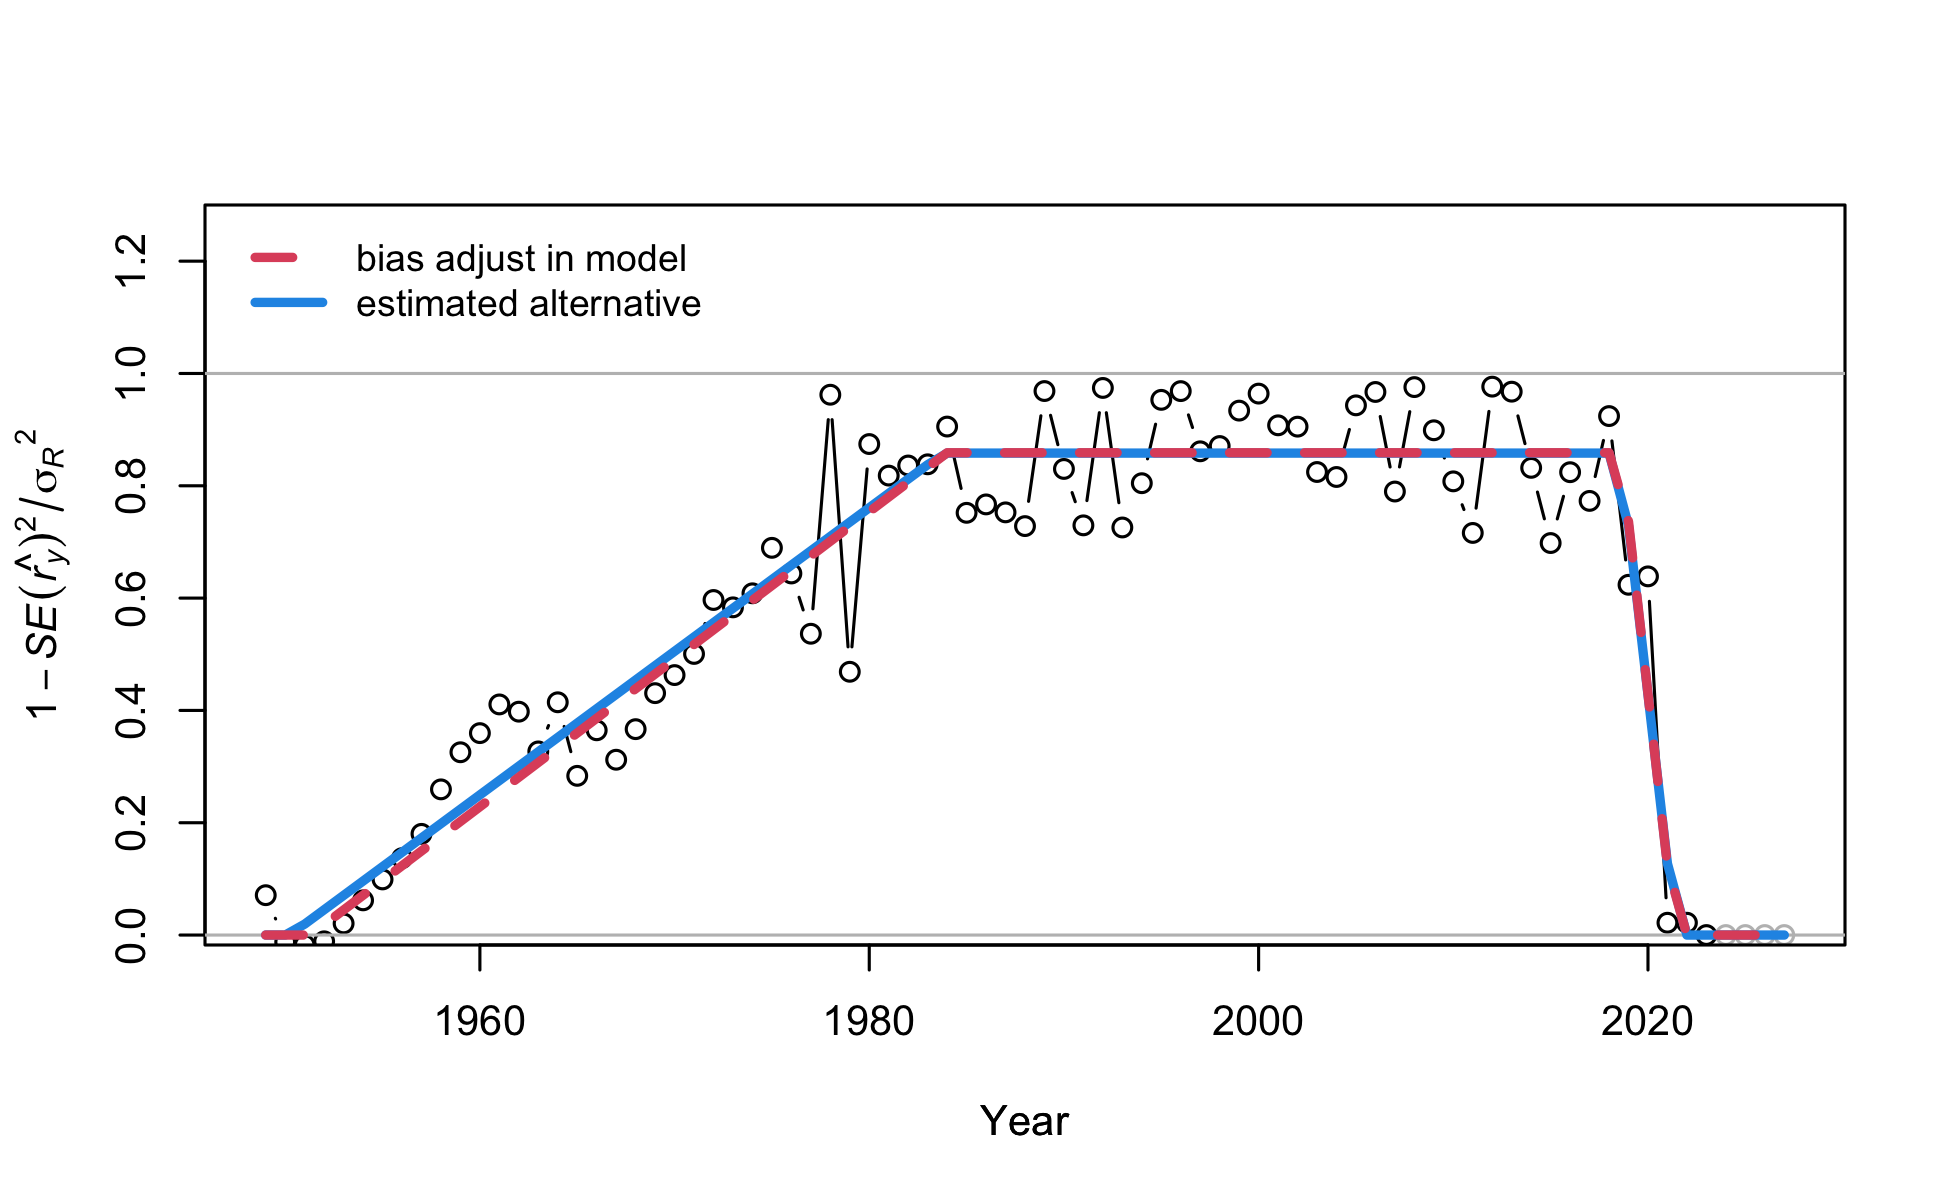 bias adjust in model
estimated alternative
1 − SE(r̂y)² / σR²
1.2
1.0
0.8
0.6
0.4
0.2
0.0
1960 1980 2000 2020
Year